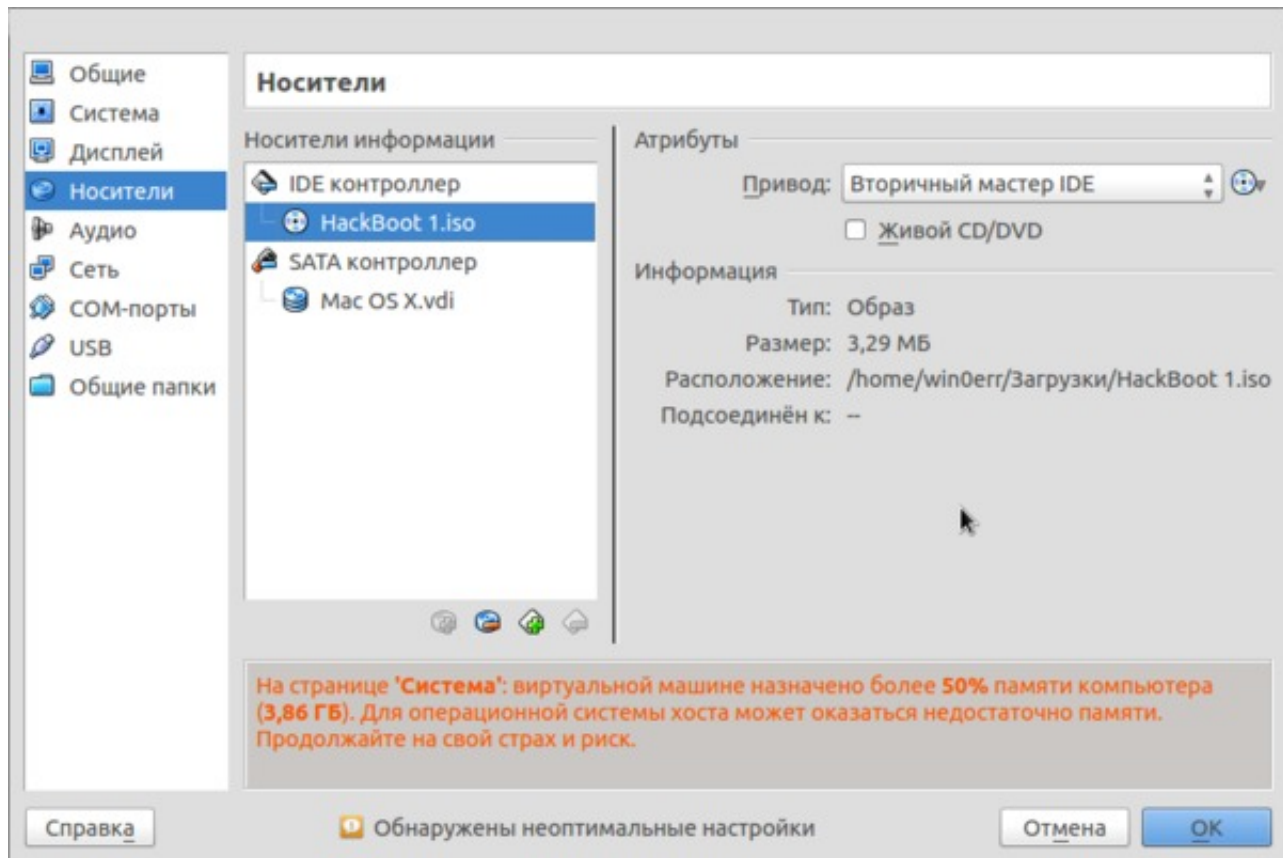 Общие
Система
Дисплей
Носители
Аудио
Сеть
COM-порты
USB
Общие папки
Носители
Носители информации
IDE контроллер
HackBoot 1.iso
SATA контроллер
Mac OS X.vdi
Атрибуты
Привод: Вторичный мастер IDE
Живой CD/DVD
Информация
Тип: Образ
Размер: 3,29 МБ
Расположение: /home/win0err/Загрузки/HackBoot 1.iso
Подсоединён к: --
На странице 'Система': виртуальной машине назначено более 50% памяти компьютера
(3,86 ГБ). Для операционной системы хоста может оказаться недостаточно памяти.
Продолжайте на свой страх и риск.
Справка
Обнаружены неоптимальные настройки
Отмена
OK